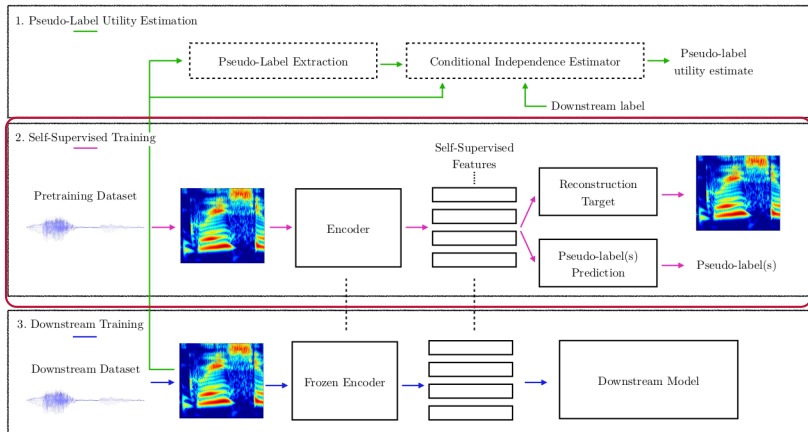 1. Pseudo-Label Utility Estimation
Pseudo-Label Extraction
Conditional Independence Estimator
Pseudo-label
utility estimate
Downstream label
2. Self-Supervised Training
Self-Supervised
Features
Pretraining Dataset
Encoder
Reconstruction
Target
Pseudo-label(s)
Prediction
Pseudo-label(s)
3. Downstream Training
Downstream Dataset
Frozen Encoder
Downstream Model